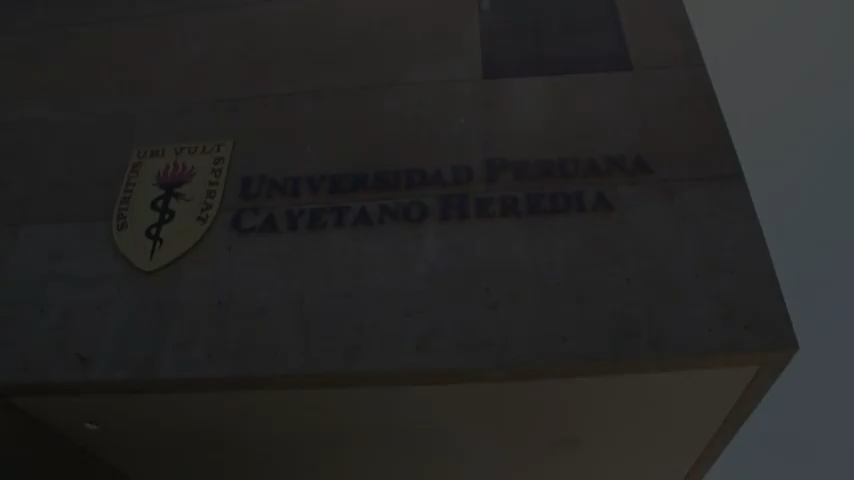 SPIRITUS UBI VULT SPIRAT
UNIVERSIDAD PERUANA
CAYETANO HEREDIA